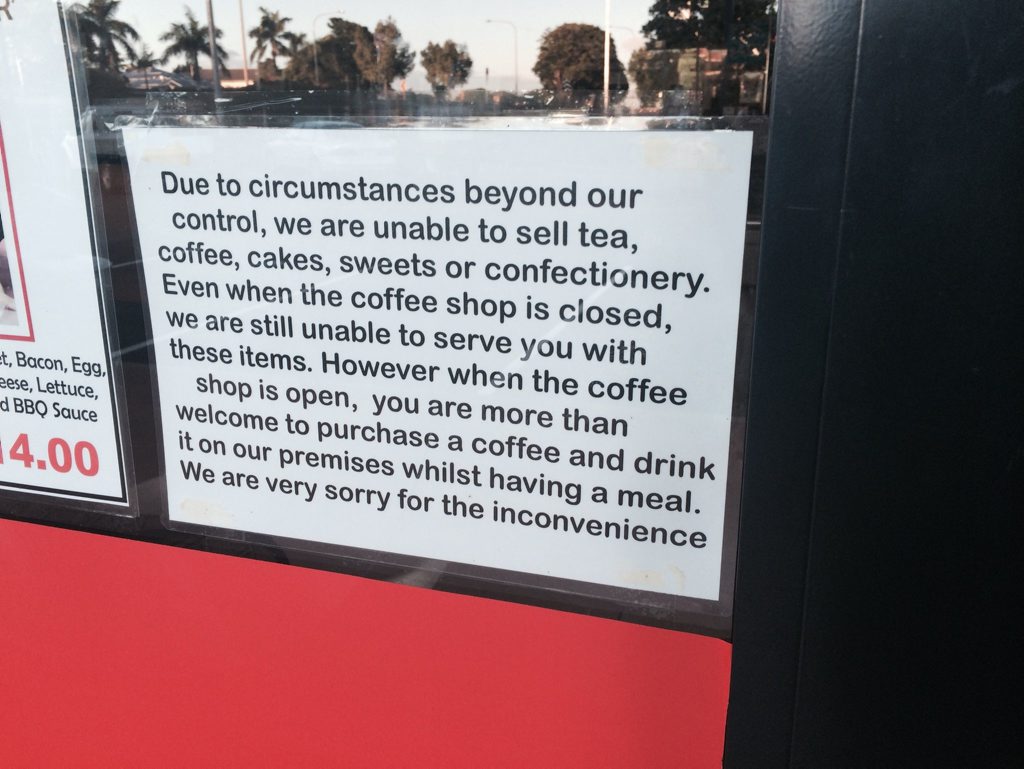 Due to circumstances beyond our
control, we are unable to sell tea,
coffee, cakes, sweets or confectionery.
Even when the coffee shop is closed,
we are still unable to serve you with
these items. However when the coffee
shop is open, you are more than
welcome to purchase a coffee and drink
it on our premises whilst having a meal.
We are very sorry for the inconvenience
Bacon, Egg,
Lettuce,
BBQ Sauce
14.00